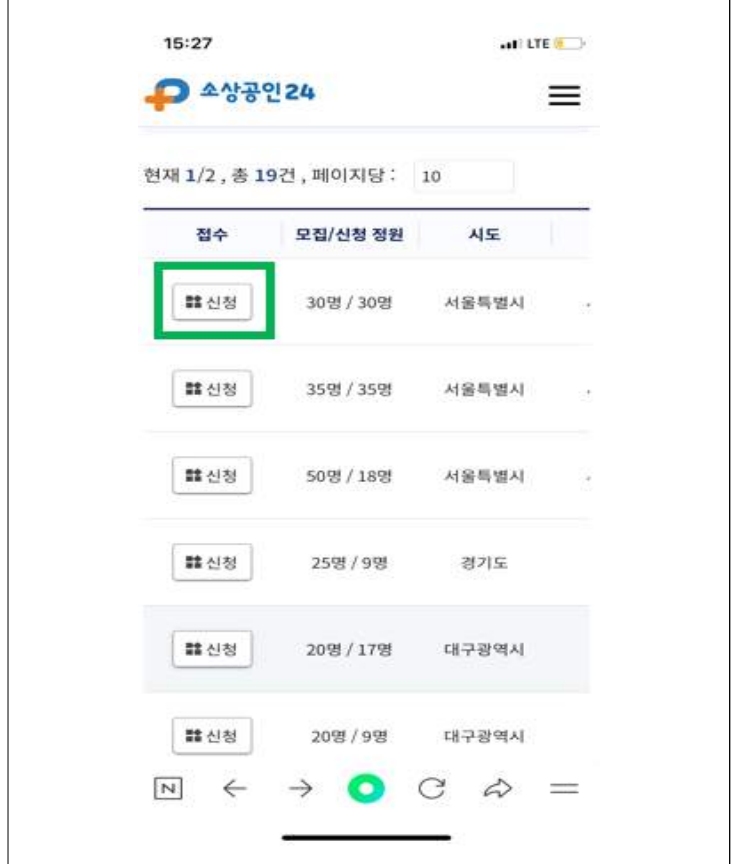 15:27
LTE
소상공인24
현재 1/2 , 총 19건 , 페이지당 : 10
접수 모집/신청 정원 시도
신청 30명 / 30명 서울특별시
신청 35명 / 35명 서울특별시
신청 50명 / 18명 서울특별시
신청 25명 / 9명 경기도
신청 20명 / 17명 대구광역시
신청 20명 / 9명 대구광역시
N